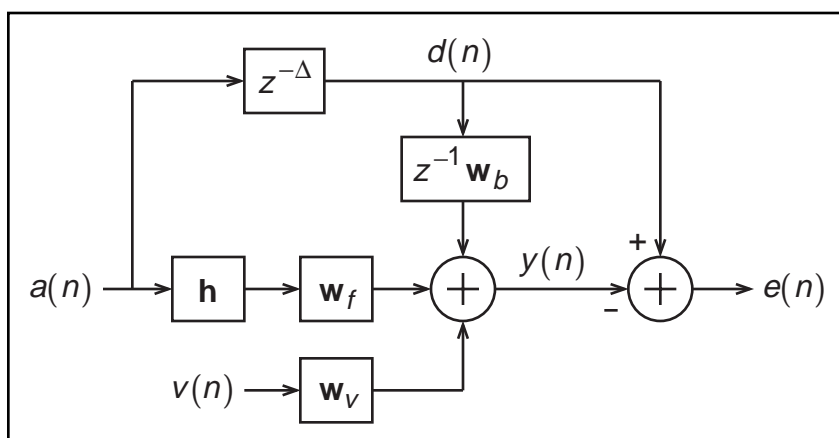 z^{−Δ}
d(n)
z^{−1} w_b
a(n)
h
w_f
+
y(n)
+
−
+
e(n)
v(n)
w_v